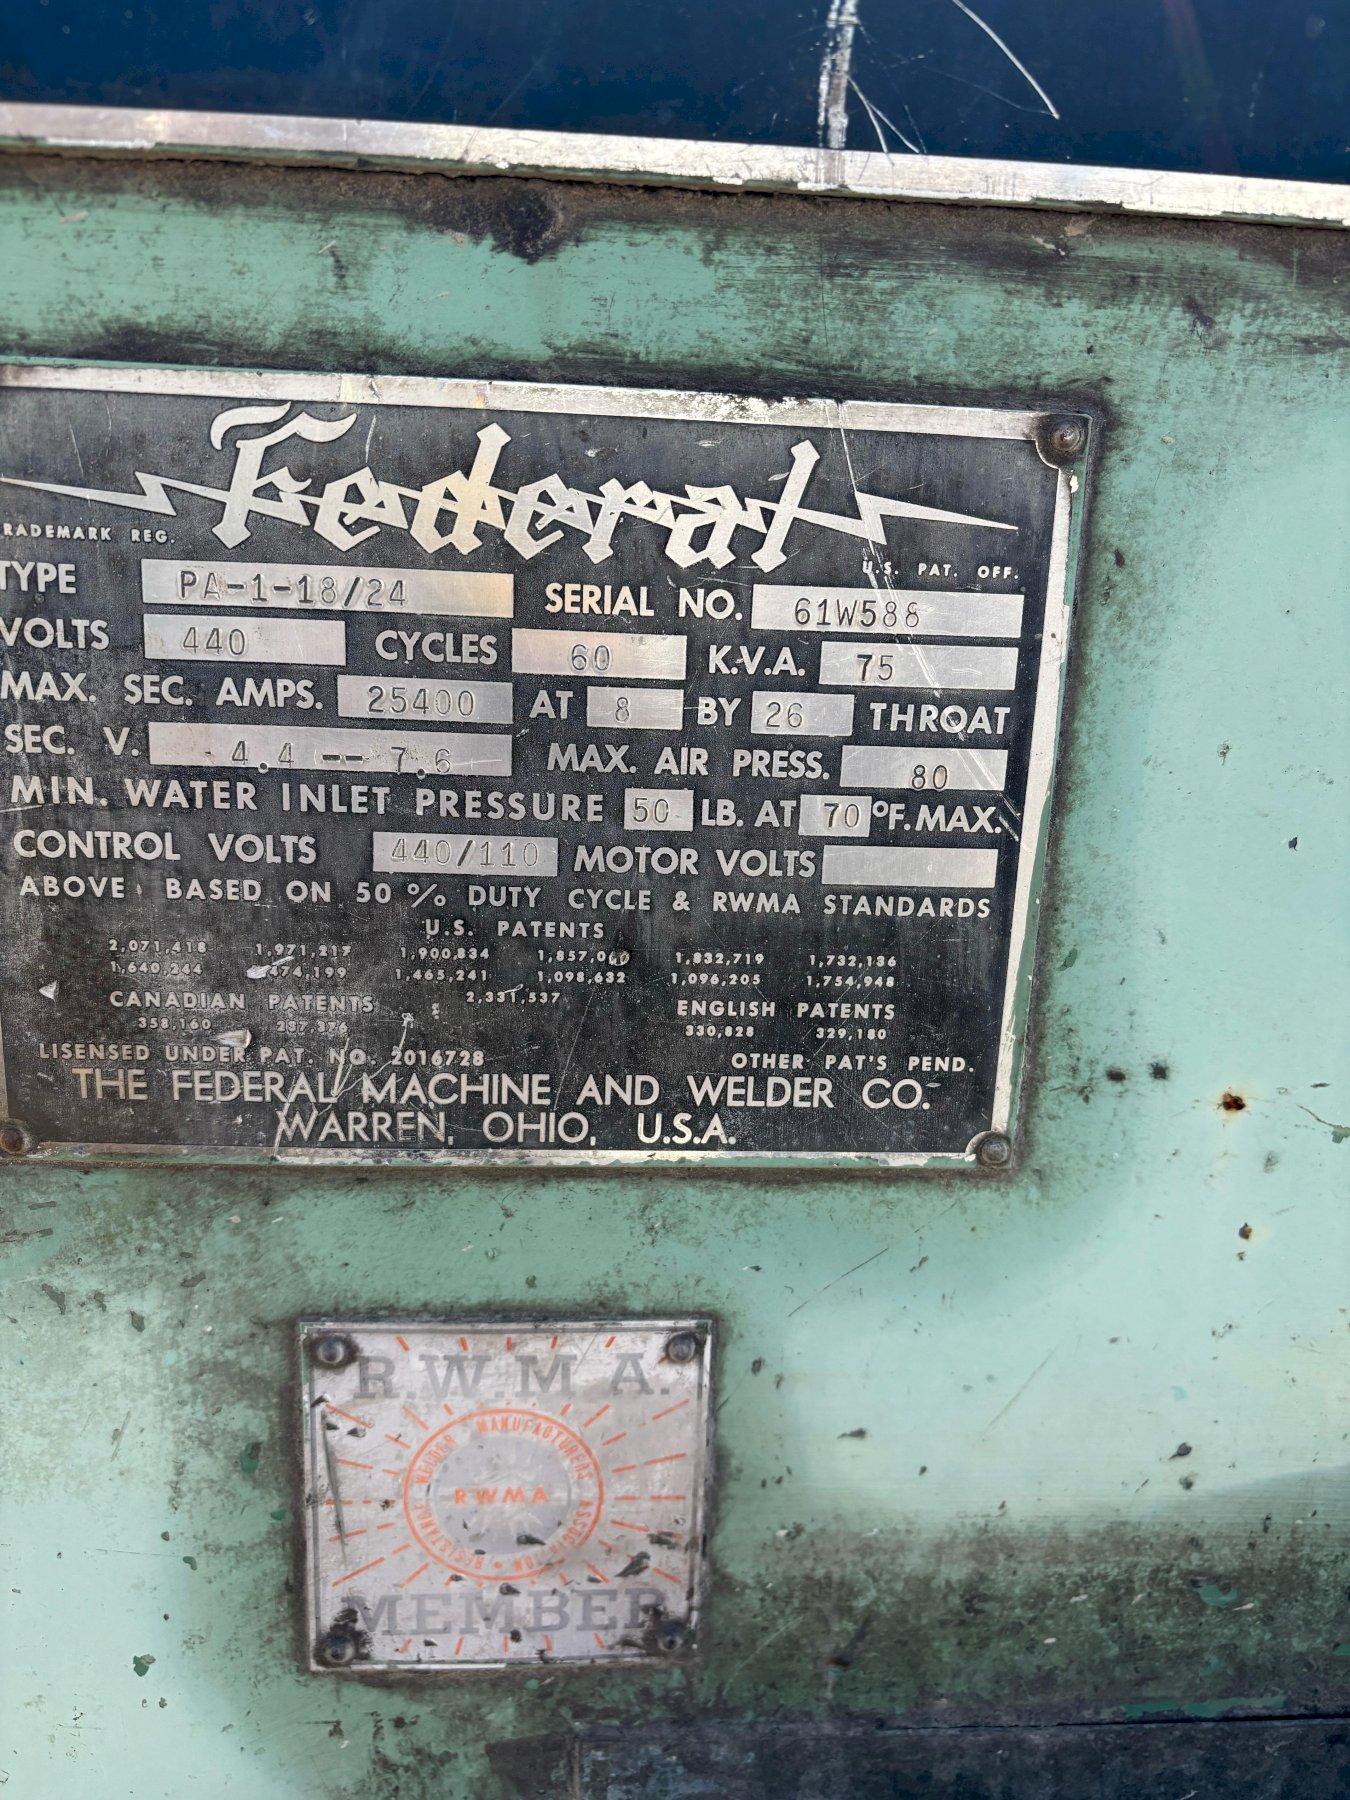 Federal
TRADEMARK REG. U.S. PAT. OFF.
TYPE PA-1-18/24 SERIAL NO. 61W588
VOLTS 440 CYCLES 60 K.V.A. 75
MAX. SEC. AMPS. 25400 AT 8 BY 26 THROAT
SEC. V. 4.4 -- 7.6 MAX. AIR PRESS. 80
MIN. WATER INLET PRESSURE 50 LB. AT 70 °F. MAX.
CONTROL VOLTS 440/110 MOTOR VOLTS
ABOVE BASED ON 50% DUTY CYCLE & RWMA STANDARDS
U.S. PATENTS
2,071,418 1,971,217 1,900,834 1,832,719 1,732,136
1,640,244 1,465,241 1,098,632 1,096,205 1,754,948
CANADIAN PATENTS 2,331,537 ENGLISH PATENTS
358,160 287,376 330,828 329,180
LISENSED UNDER PAT. NO. 2016728 OTHER PAT'S PEND.
THE FEDERAL MACHINE AND WELDER CO.
WARREN, OHIO, U.S.A.
R.W.M.A.
RESISTANCE WELDER MANUFACTURERS ASSOCIATION
RWMA
MEMBER